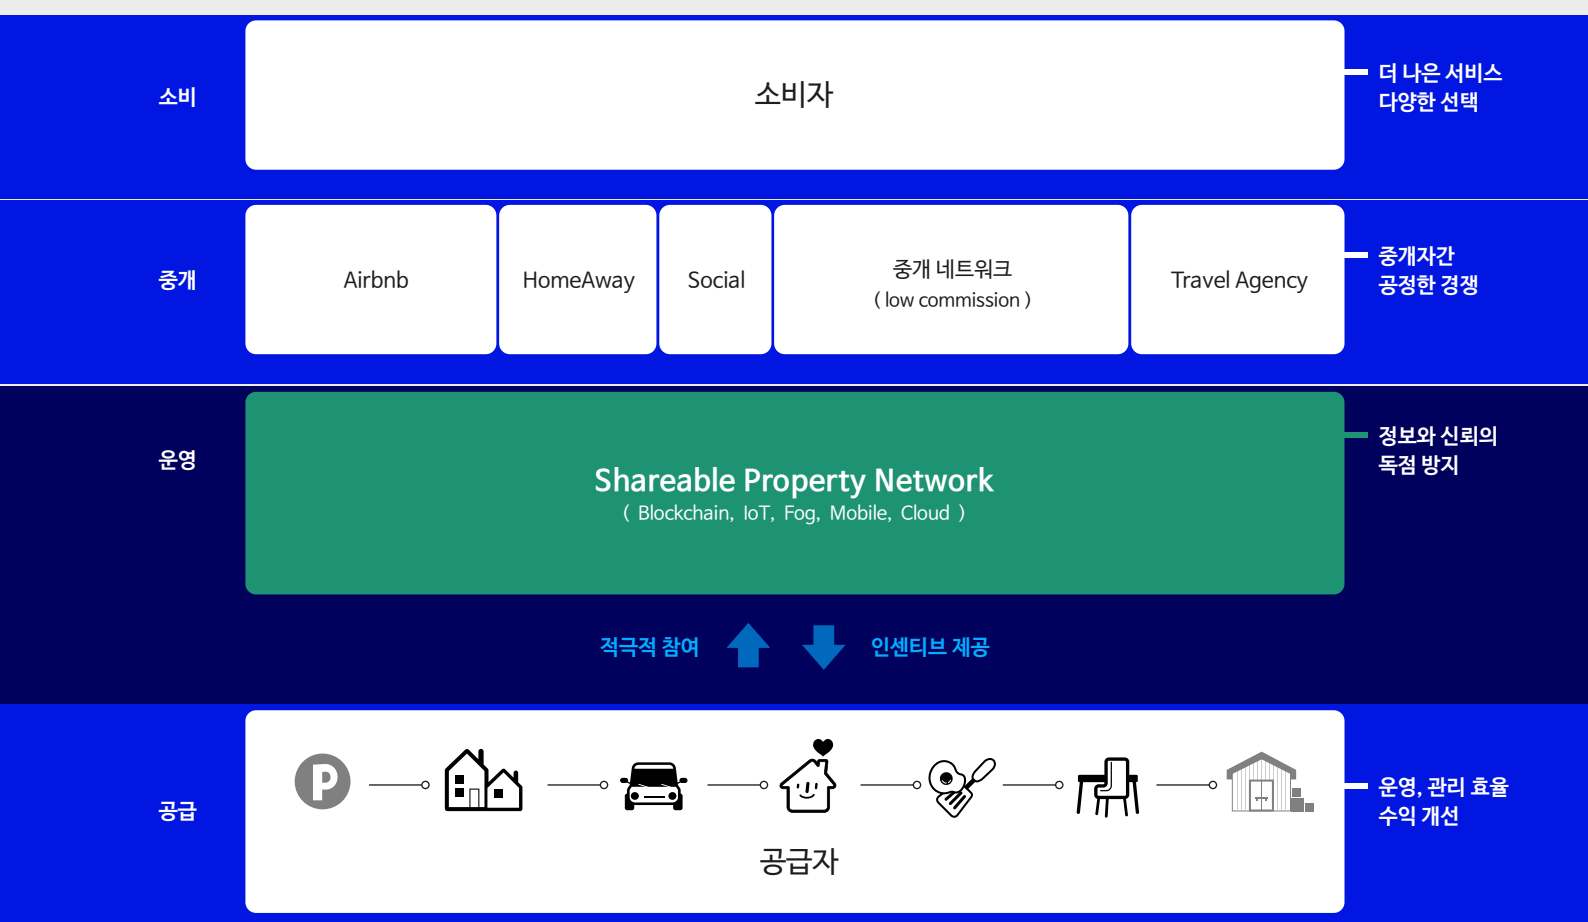 소비
소비자
더 나은 서비스
다양한 선택
중개
Airbnb
HomeAway
Social
중개 네트워크
( low commission )
Travel Agency
중개자간
공정한 경쟁
운영
Shareable Property Network
( Blockchain, IoT, Fog, Mobile, Cloud )
정보와 신뢰의
독점 방지
적극적 참여
인센티브 제공
공급
P
공급자
운영, 관리 효율
수익 개선